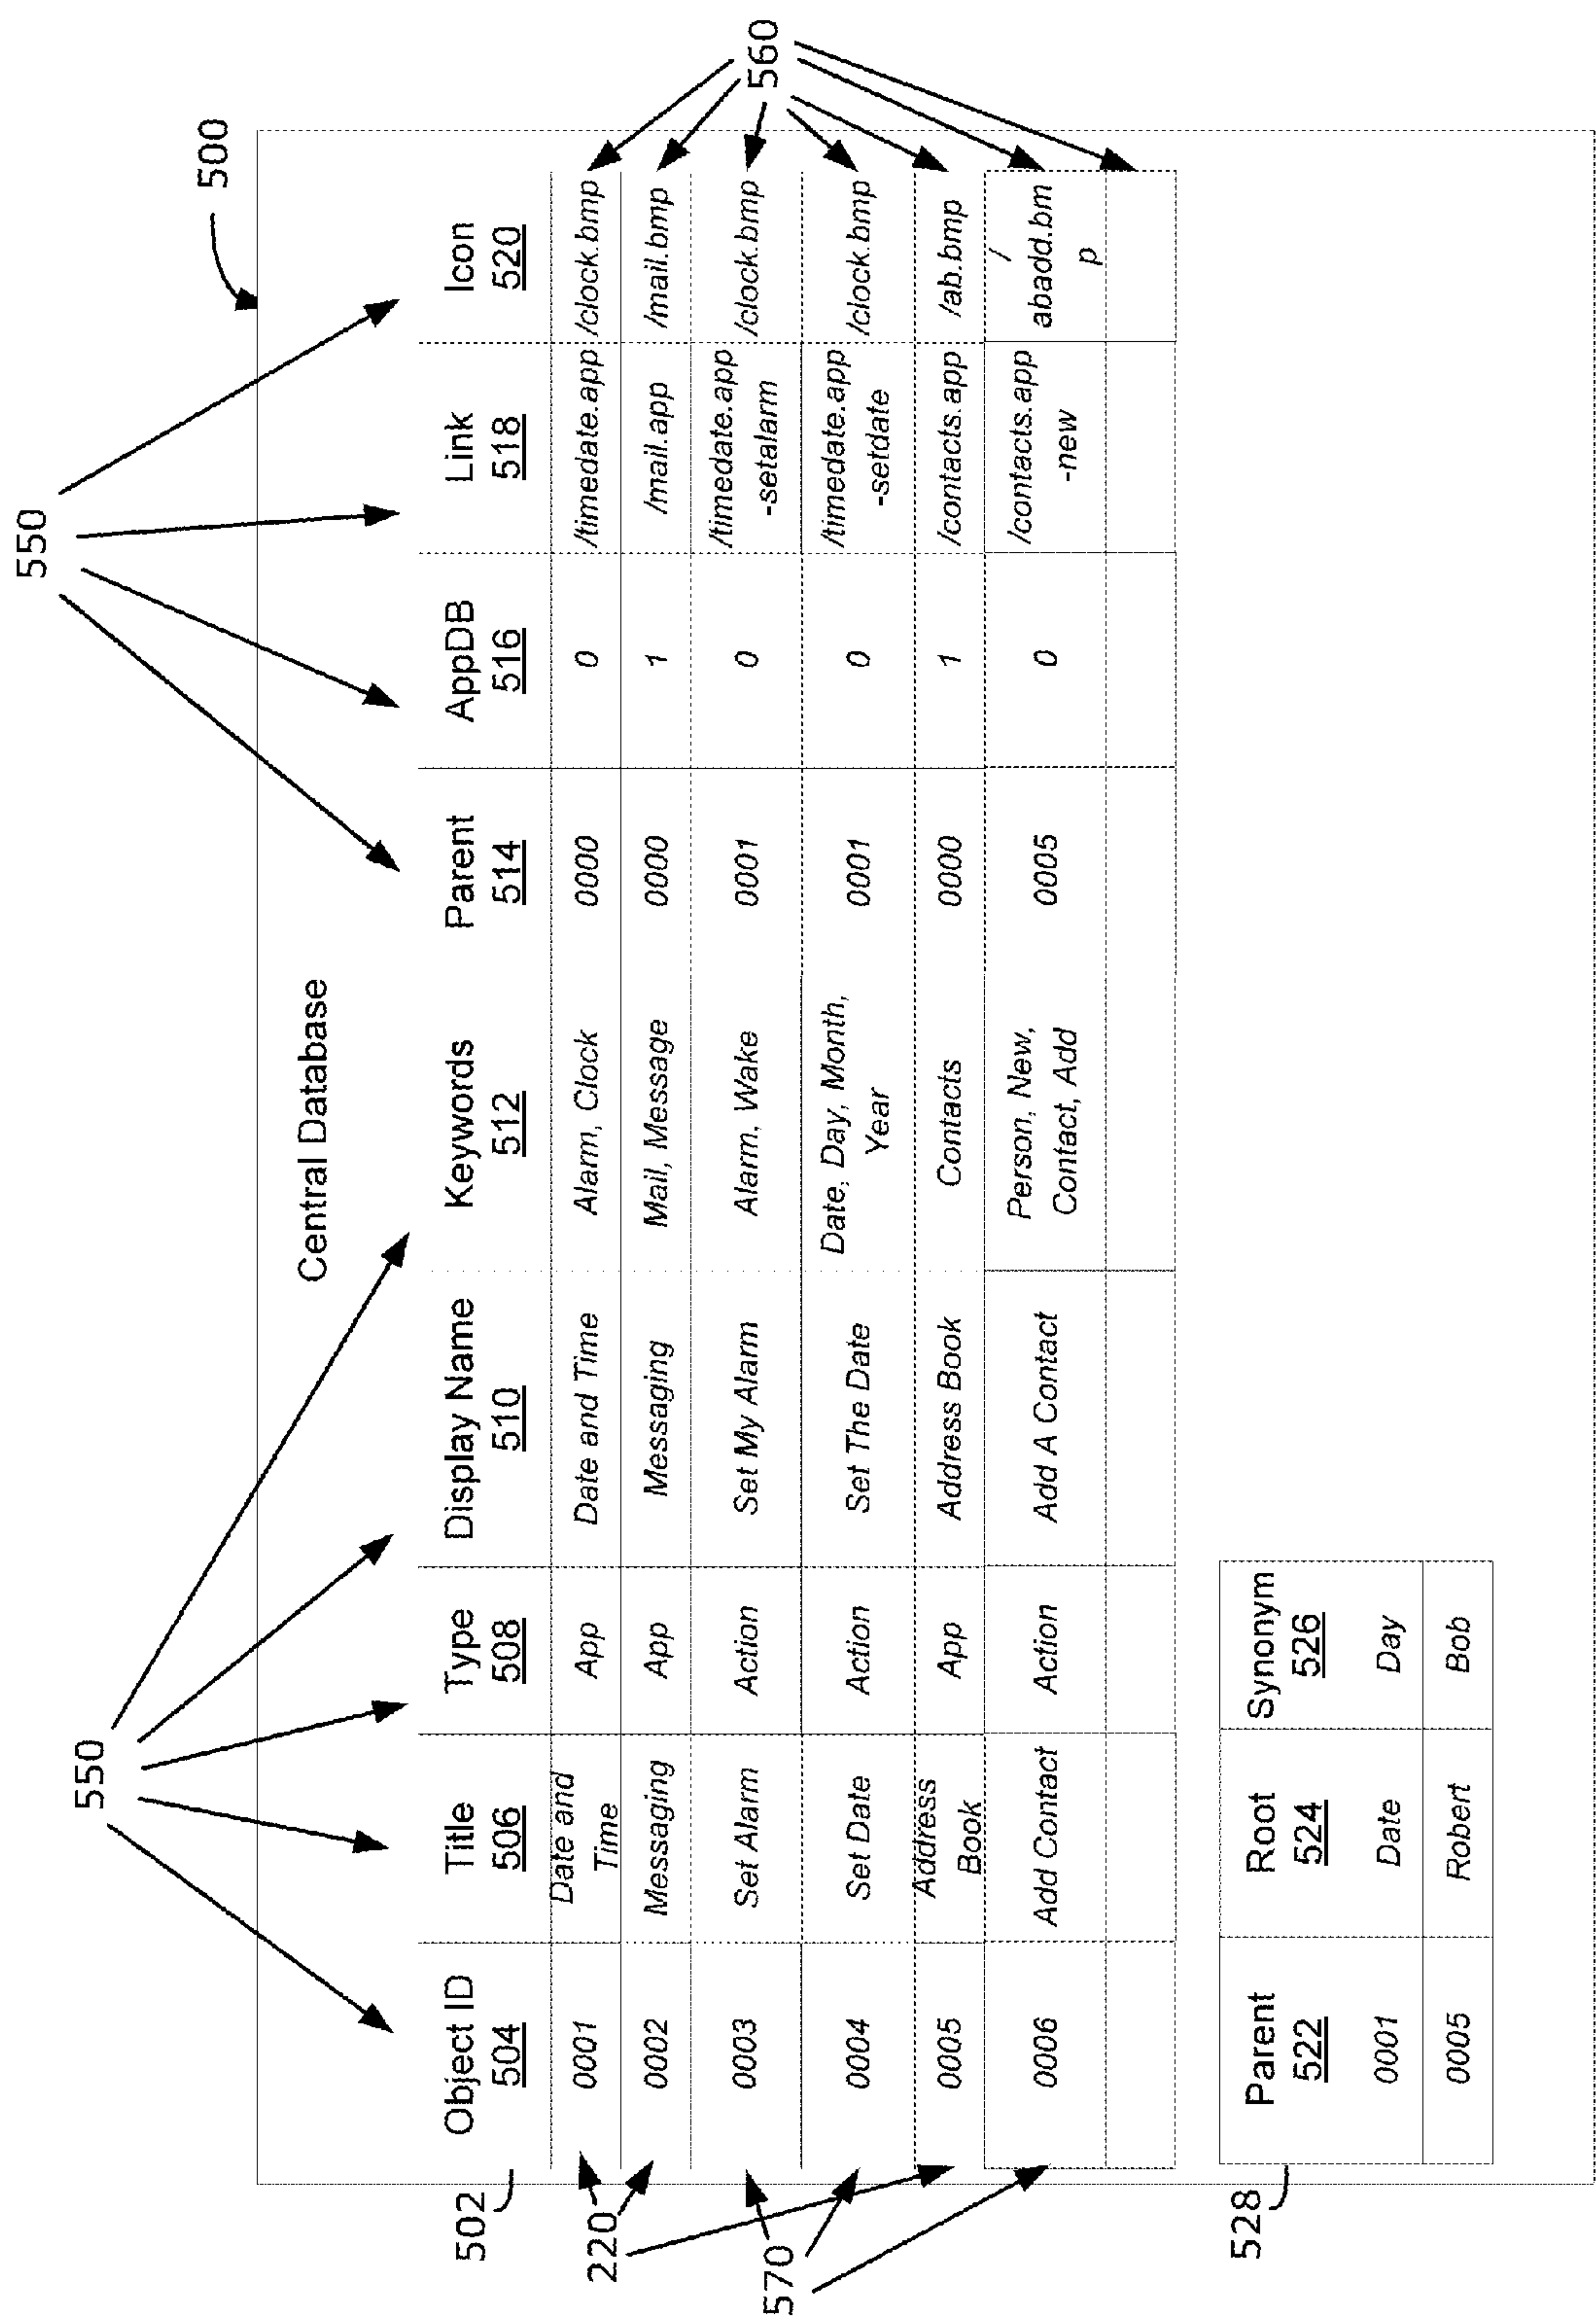 550
550
500
Central Database
Object ID Title Type Display Name Keywords Parent AppDB Link Icon
504 506 508 510 512 514 516 518 520
502
560
0001 Date and Time App Date and Time Alarm, Clock 0000 0 /timedate.app /clock.bmp
0002 Messaging App Messaging Mail, Message 0000 1 /mail.app /mail.bmp
220
0003 Set Alarm Action Set My Alarm Alarm, Wake 0001 0 /timedate.app -setalarm /clock.bmp
570
0004 Set Date Action Set The Date Date, Day, Month, Year 0001 0 /timedate.app -setdate /clock.bmp
0005 Address Book App Address Book Contacts 0000 1 /contacts.app /ab.bmp
0006 Add Contact Action Add A Contact Person, New, Contact, Add 0005 0 /contacts.app -new / abadd.bm p
Parent Root Synonym
522 524 526
528
0001 Date Day
0005 Robert Bob